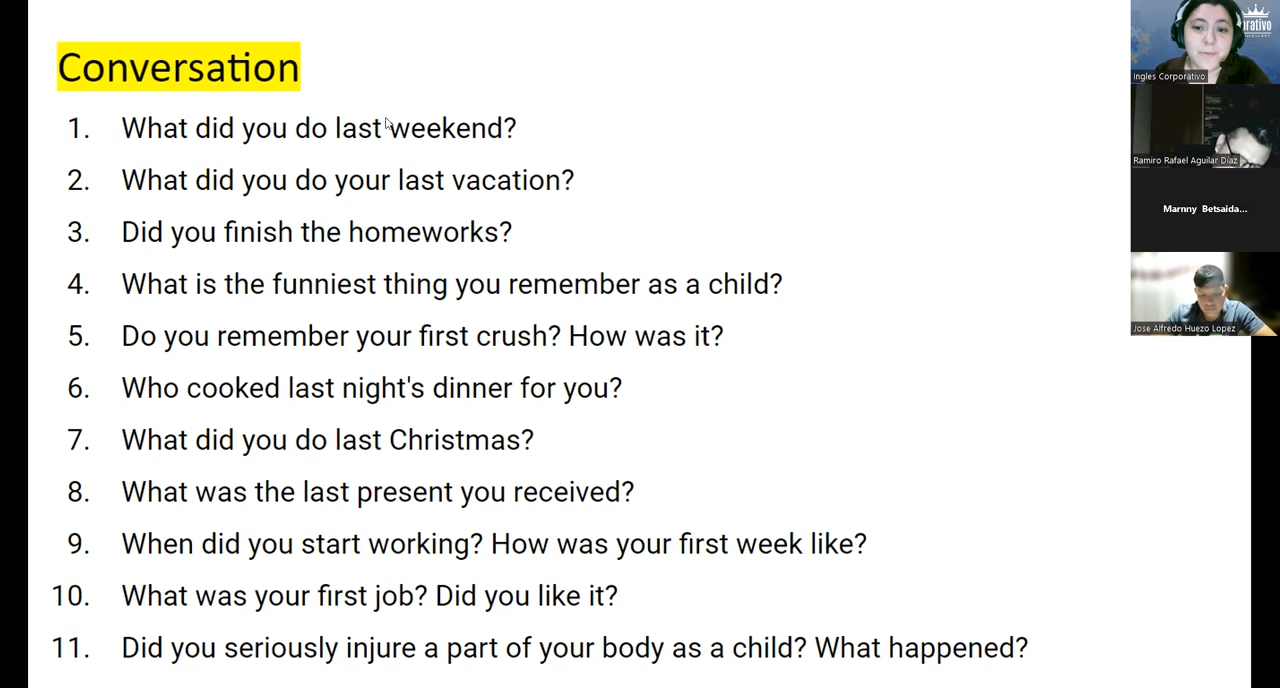 Conversation
1. What did you do last weekend?
2. What did you do your last vacation?
3. Did you finish the homeworks?
4. What is the funniest thing you remember as a child?
5. Do you remember your first crush? How was it?
6. Who cooked last night's dinner for you?
7. What did you do last Christmas?
8. What was the last present you received?
9. When did you start working? How was your first week like?
10. What was your first job? Did you like it?
11. Did you seriously injure a part of your body as a child? What happened?
Ingles Corporativo
Ramiro Rafael Aguilar Díaz
Marnny Betsaida...
Jose Alfredo Huezo Lopez